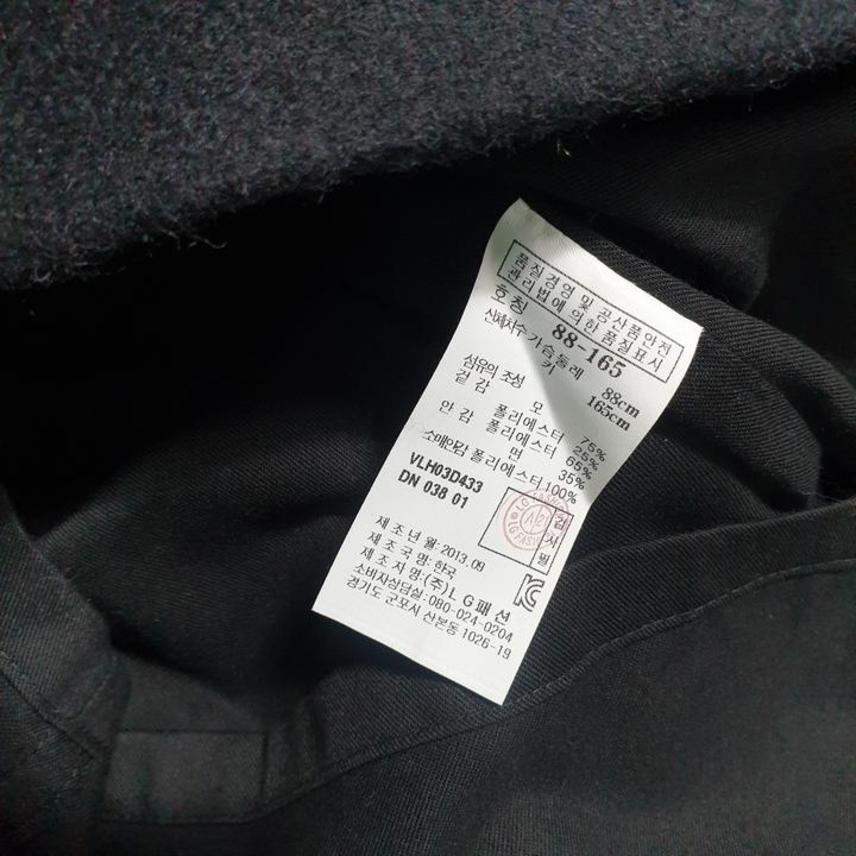 품질경영 및 공산품안전
관리법에 의한 품질표시
호칭 88-165
신체치수 가슴둘레 88cm
키 165cm
섬유의 조성
겉감 모 75%
폴리에스터 25%
안감 폴리에스터 65%
면 35%
소매안감 폴리에스터 100%
VLH03D433
DN 038 01
검사필
LG FASHION
제조년월:2013.09
제조국명:한국
제조자명:(주)LG패션
소비자상담실:080-024-0204
경기도 군포시 산본동 1026-19